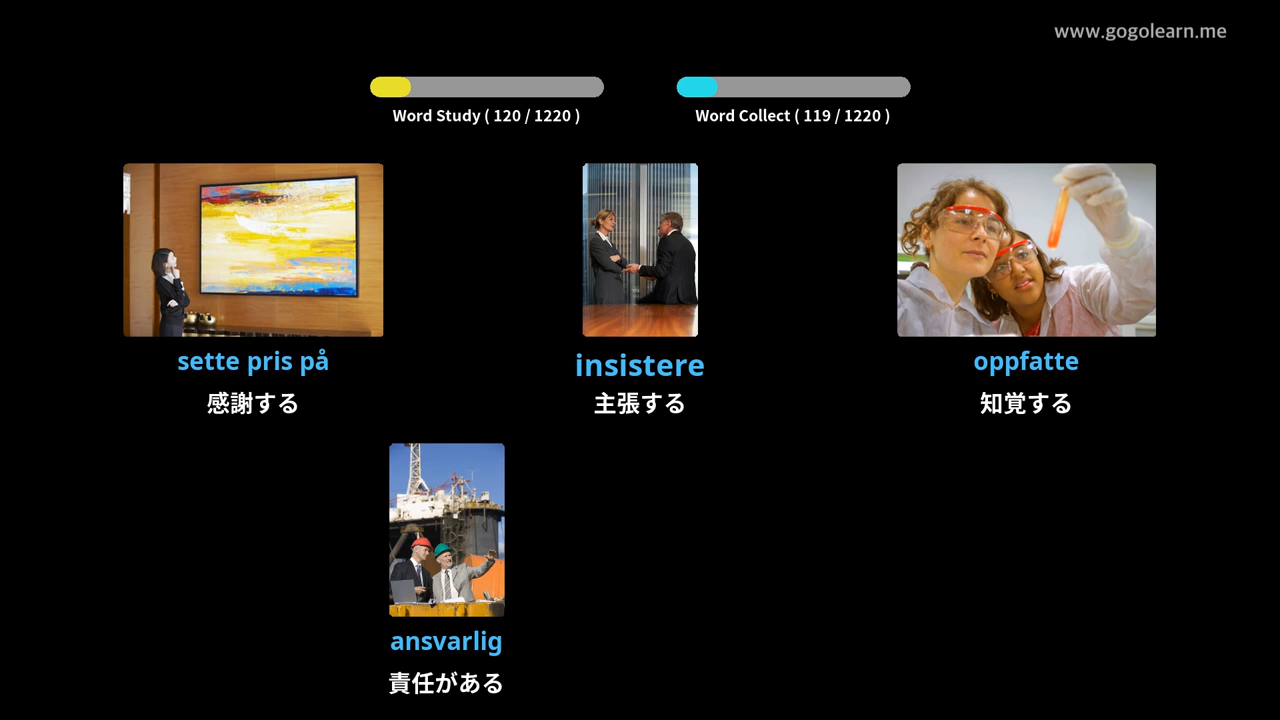 www.gogolearn.me
Word Study ( 120 / 1220 )
Word Collect ( 119 / 1220 )
sette pris på
感謝する
insistere
主張する
oppfatte
知覚する
ansvarlig
責任がある